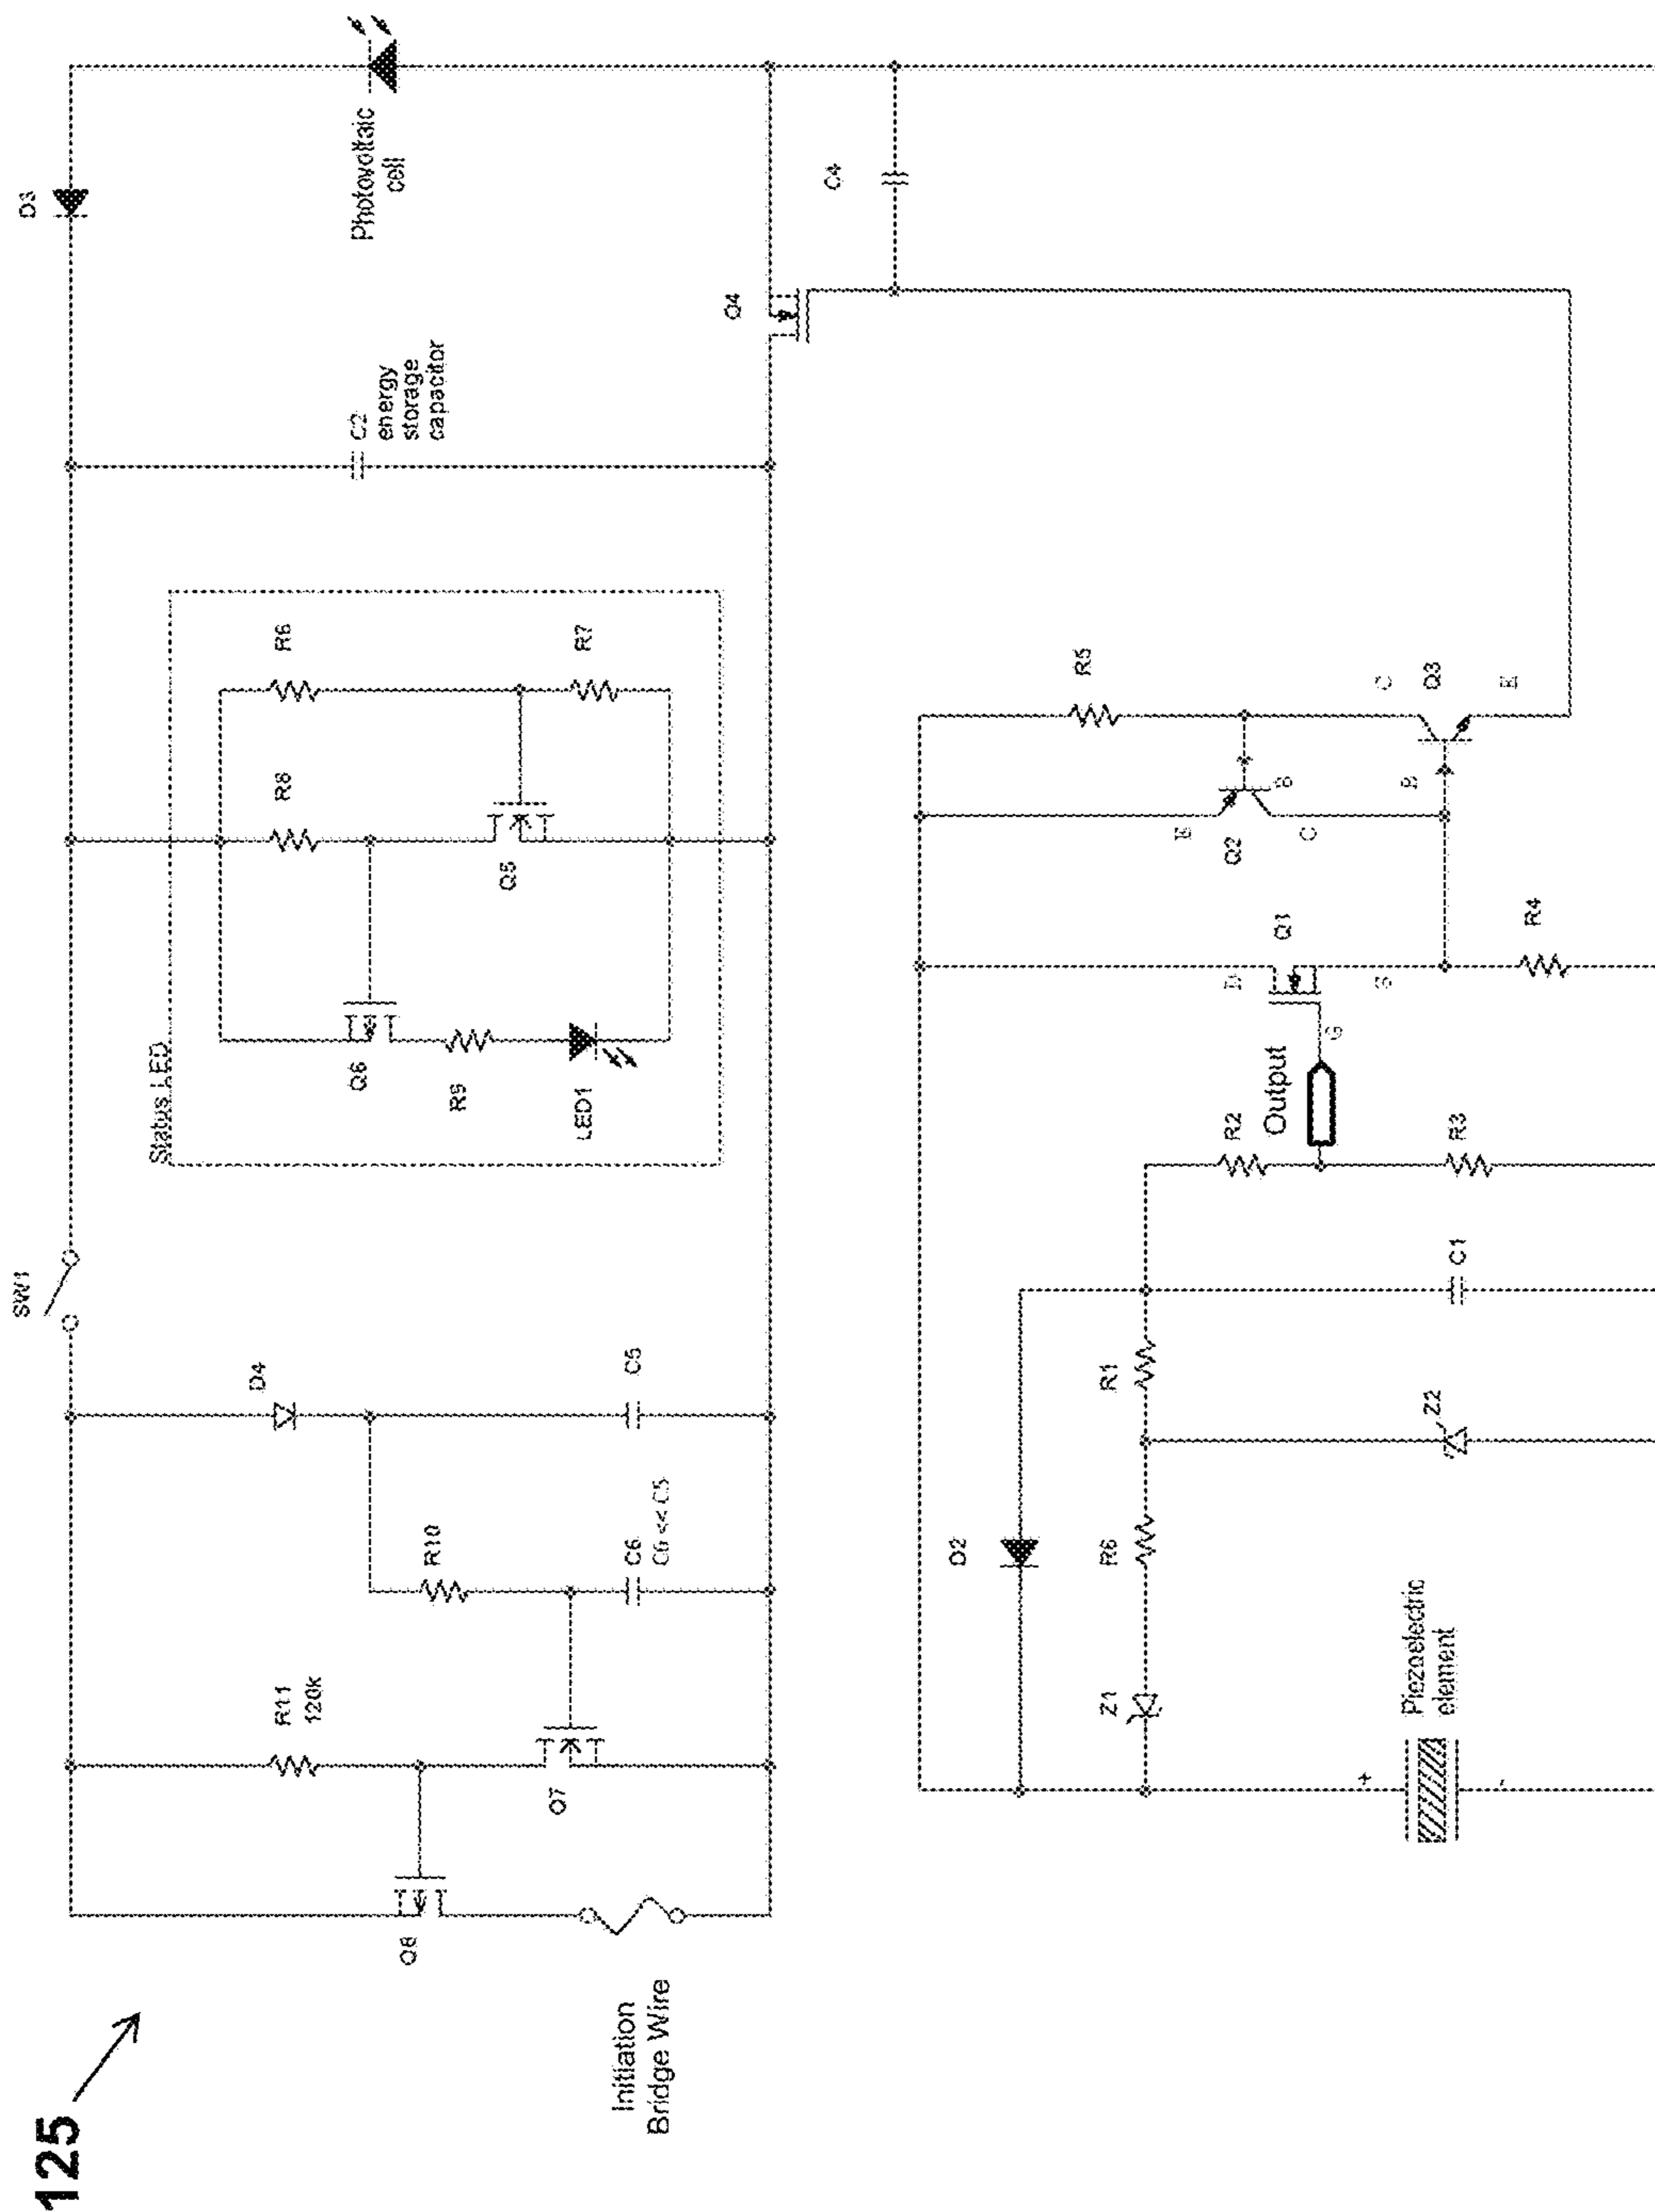 125
Initiation
Bridge Wire
Q8
R11
120k
Q7
R10
C6
C6 << C5
D4
C5
SW1
Status LED
Q6
R9
LED1
R8
Q5
R6
R7
C2
energy
storage
capacitor
D3
Photovoltaic
cell
Q4
C4
Piezoelectric
element
+
-
Z1
D2
R6
R1
Z2
C1
R2
Output
R3
G
D
Q1
S
R4
E
Q2
C
B
R5
B
C
Q3
E